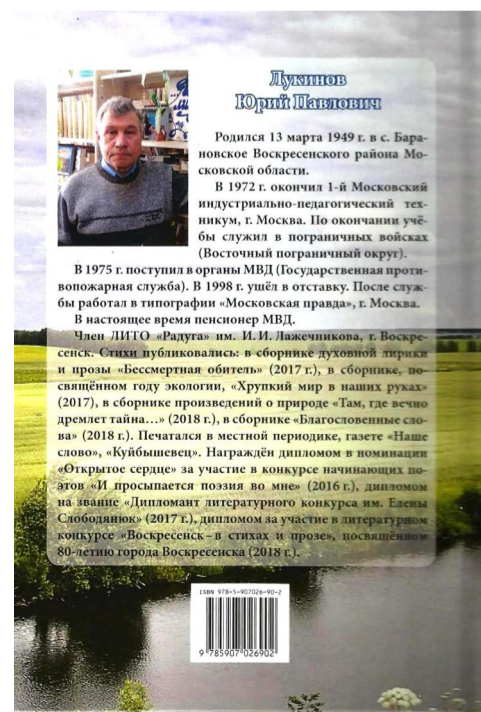 Лукинов
Юрий Павлович
Родился 13 марта 1949 г. в с. Бара-
новское Воскресенского района Мо-
сковской области.
В 1972 г. окончил 1-й Московский
индустриально-педагогический тех-
никум, г. Москва. По окончании учё-
бы служил в пограничных войсках
(Восточный пограничный округ).
В 1975 г. поступил в органы МВД (Государственная проти-
вопожарная служба). В 1998 г. ушёл в отставку. После служ-
бы работал в типографии «Московская правда», г. Москва.
В настоящее время пенсионер МВД.
Член ЛИТО «Радуга» им. И. И. Лажечникова, г. Воскре-
сенск. Стихи публиковались: в сборнике духовной лирики
и прозы «Бессмертная обитель» (2017 г.), в сборнике, по-
свящённом году экологии, «Хрупкий мир в наших руках»
(2017), в сборнике произведений о природе «Там, где вечно
дремлет тайна…» (2018 г.), в сборнике «Благословенные сло-
ва» (2018 г.). Печатался в местной периодике, газете «Наше
слово», «Куйбышевец». Награждён дипломом в номинации
«Открытое сердце» за участие в конкурсе начинающих по-
этов «И просыпается поэзия во мне» (2016 г.), дипломом
на звание «Дипломант литературного конкурса им. Елены
Слободянюк» (2017 г.), дипломом за участие в литературном
конкурсе «Воскресенск – в стихах и прозе», посвящённом
80-летию города Воскресенска (2018 г.).
ISBN 978-5-907026-90-2
9 785907 026902